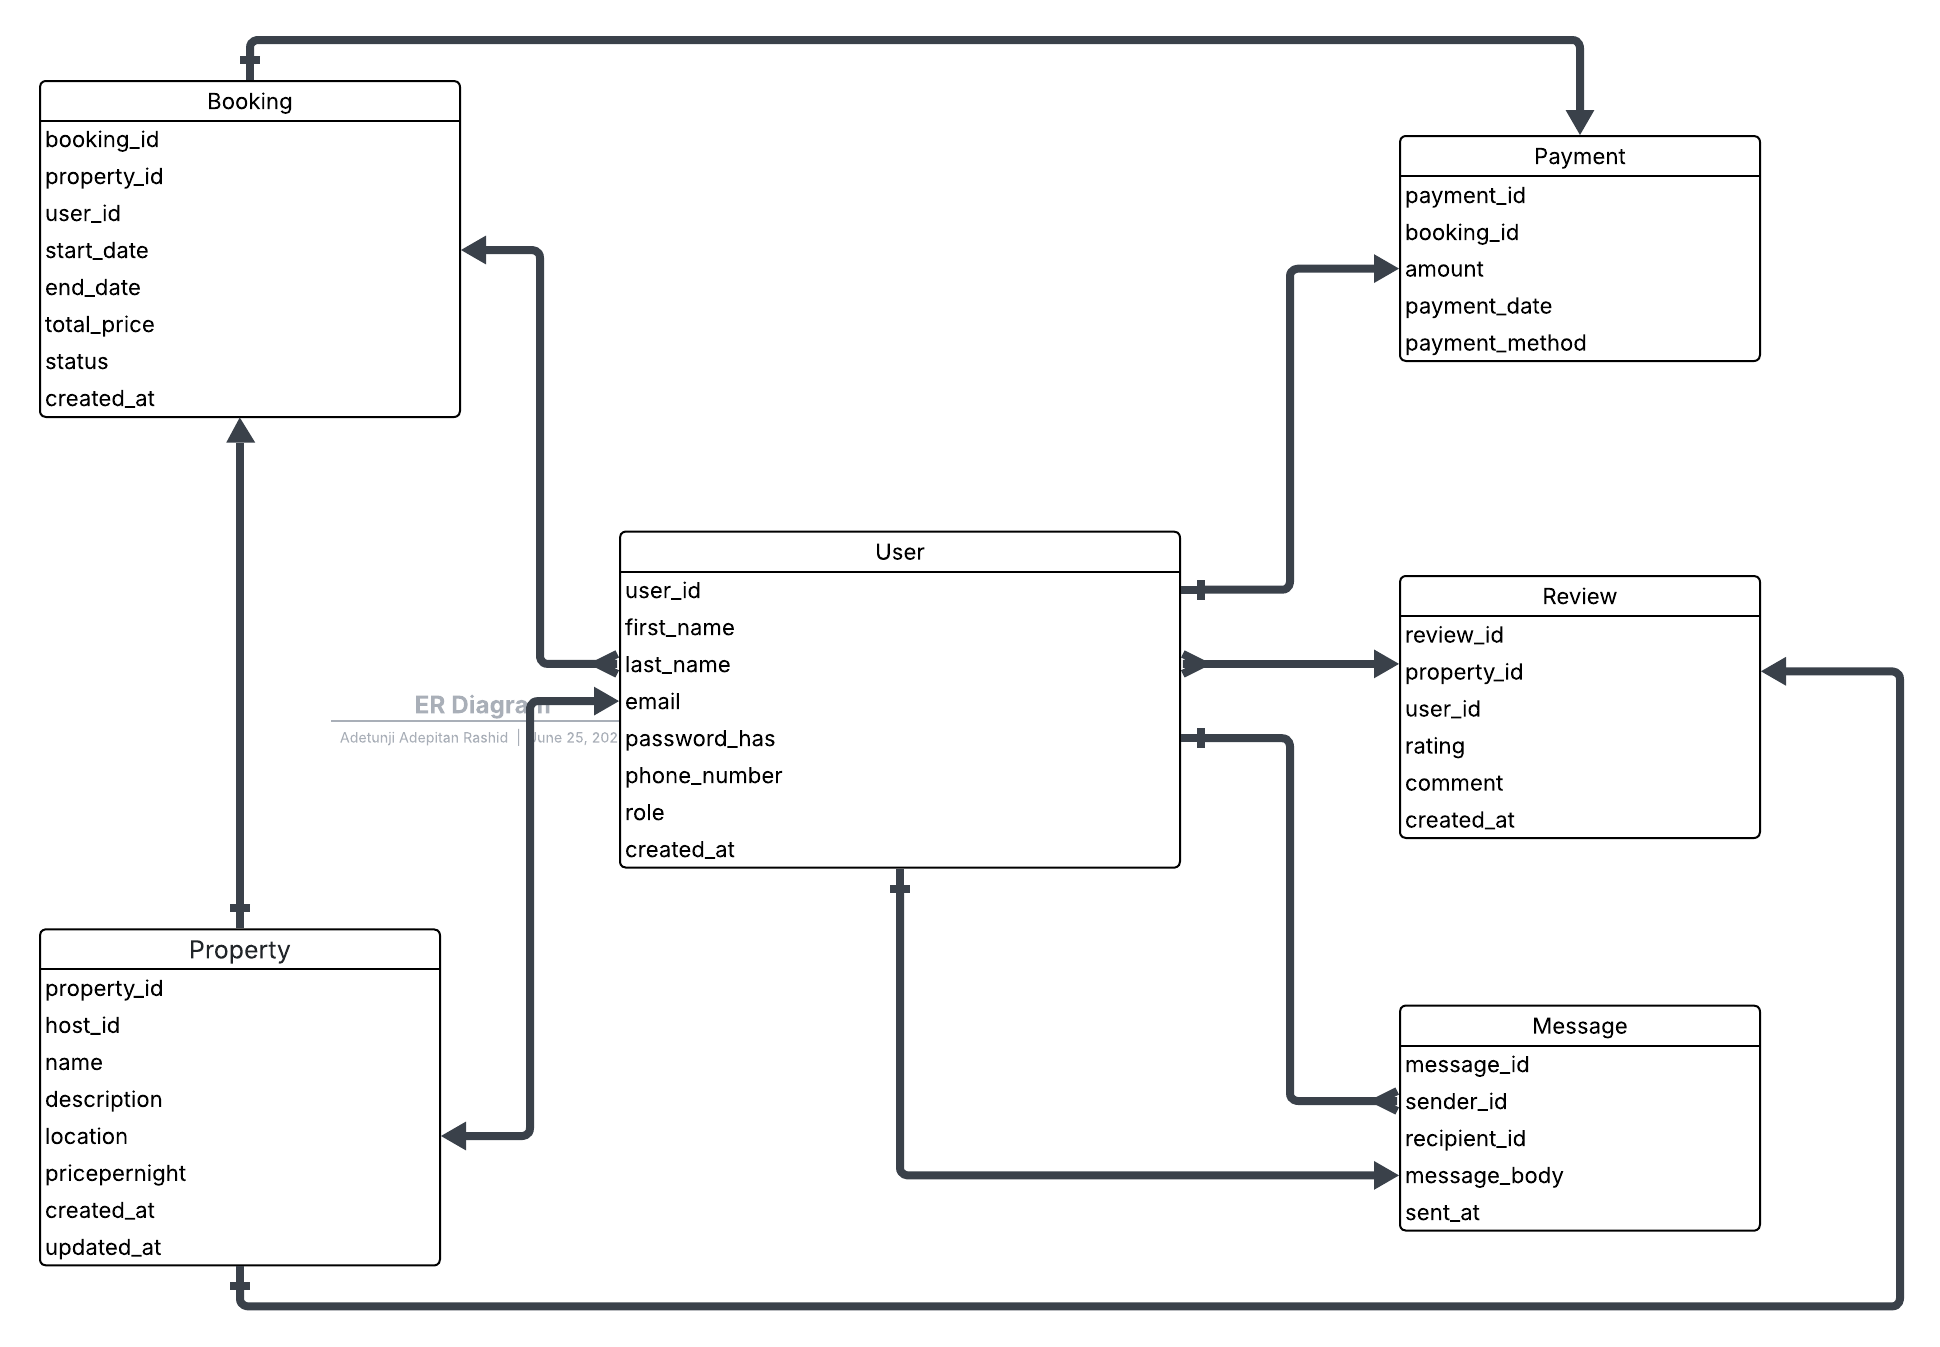 Booking
booking_id
property_id
user_id
start_date
end_date
total_price
status
created_at
Payment
payment_id
booking_id
amount
payment_date
payment_method
User
user_id
first_name
last_name
email
password_has
phone_number
role
created_at
ER Diagram
Adetunji Adepitan Rashid | June 25, 202
Review
review_id
property_id
user_id
rating
comment
created_at
Property
property_id
host_id
name
description
location
pricepernight
created_at
updated_at
Message
message_id
sender_id
recipient_id
message_body
sent_at